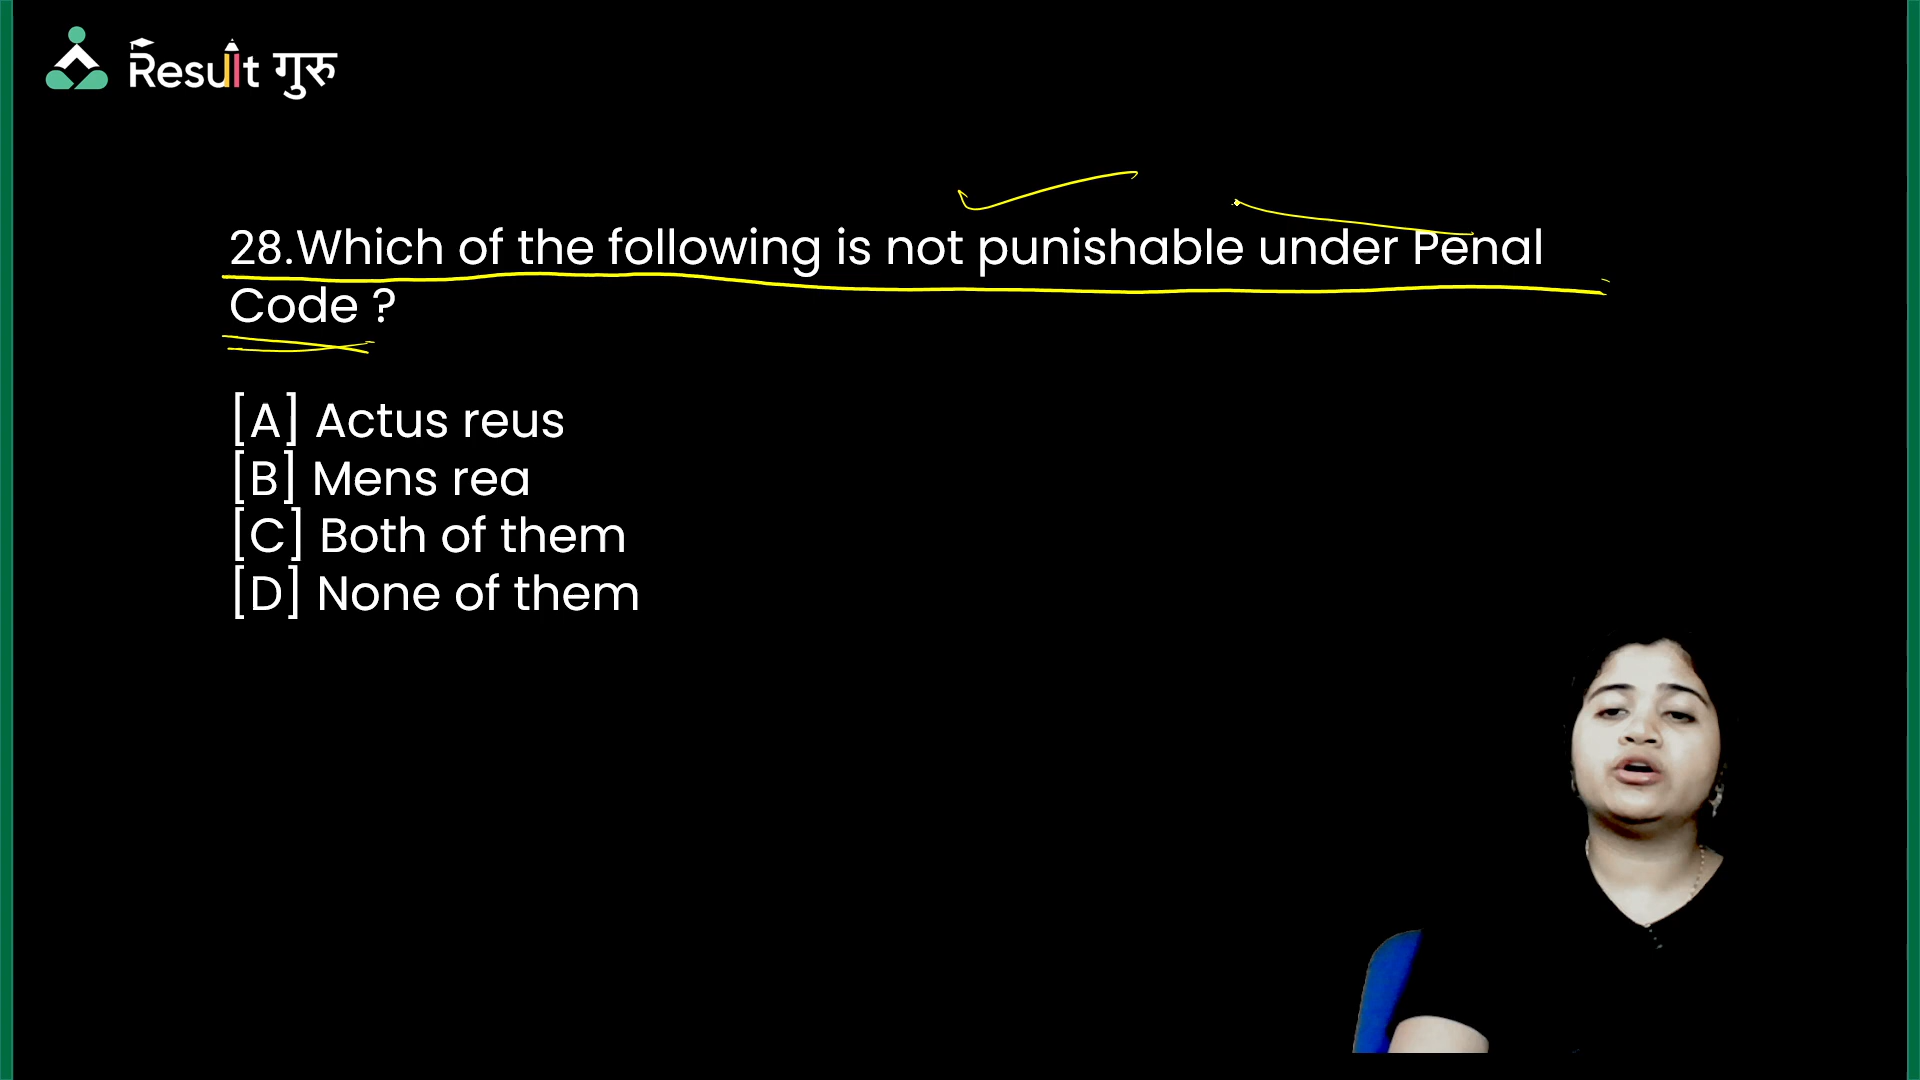 Result गुरु
28.Which of the following is not punishable under Penal
Code ?
[A] Actus reus
[B] Mens rea
[C] Both of them
[D] None of them